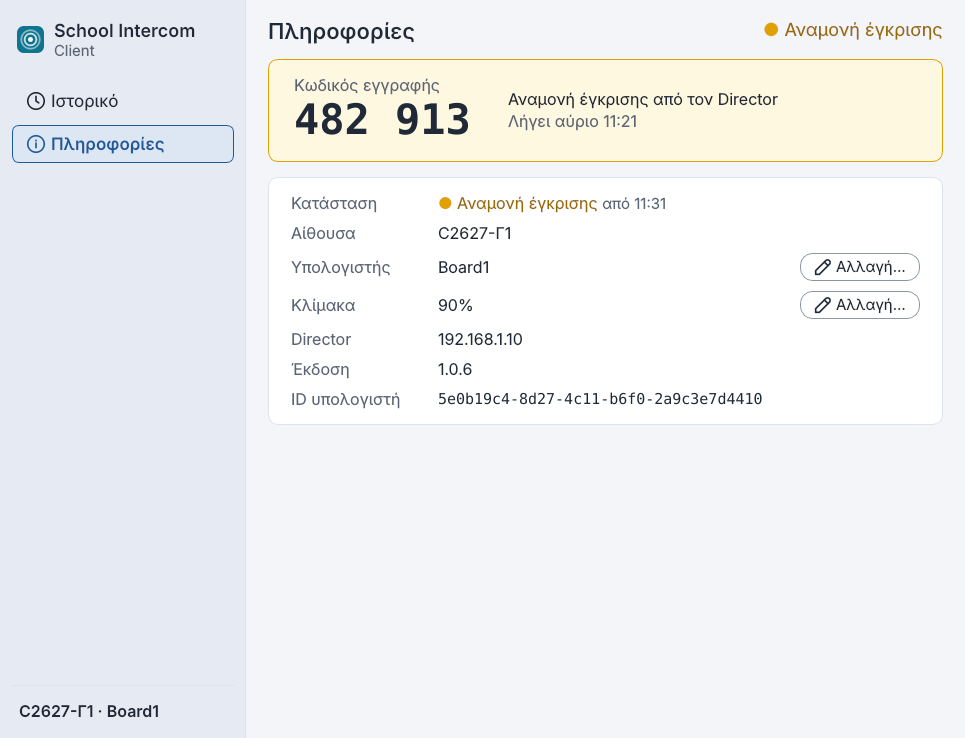 School Intercom
Client
Ιστορικό
Πληροφορίες
C2627-Γ1 · Board1
Πληροφορίες
Αναμονή έγκρισης
Κωδικός εγγραφής
482 913
Αναμονή έγκρισης από τον Director
Λήγει αύριο 11:21
Κατάσταση Αναμονή έγκρισης από 11:31
Αίθουσα C2627-Γ1
Υπολογιστής Board1 Αλλαγή...
Κλίμακα 90% Αλλαγή...
Director 192.168.1.10
Έκδοση 1.0.6
ID υπολογιστή 5e0b19c4-8d27-4c11-b6f0-2a9c3e7d4410